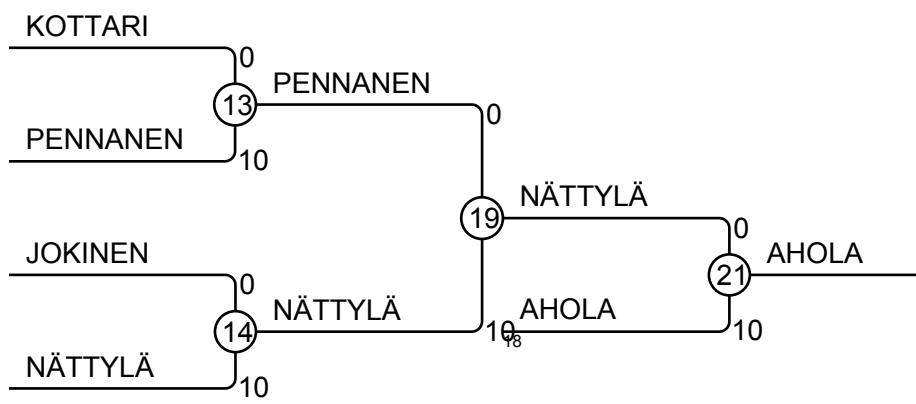 KOTTARI
0
13
PENNANEN
0
PENNANEN
10
19
NÄTTYLÄ
0
JOKINEN
0
21
AHOLA
14
NÄTTYLÄ
10
18
AHOLA
10
NÄTTYLÄ
10